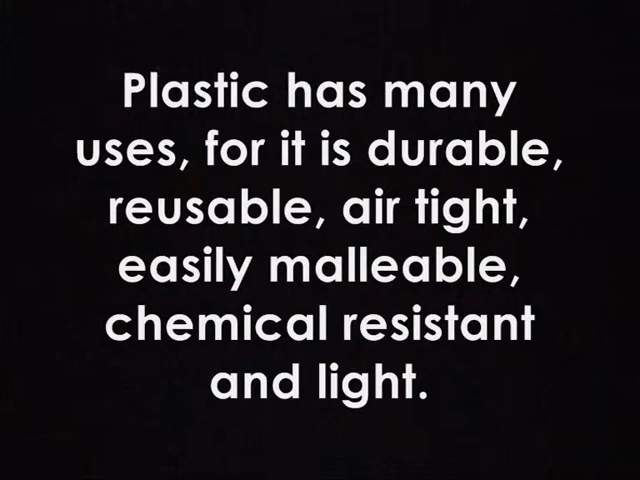 Plastic has many
uses, for it is durable,
reusable, air tight,
easily malleable,
chemical resistant
and light.